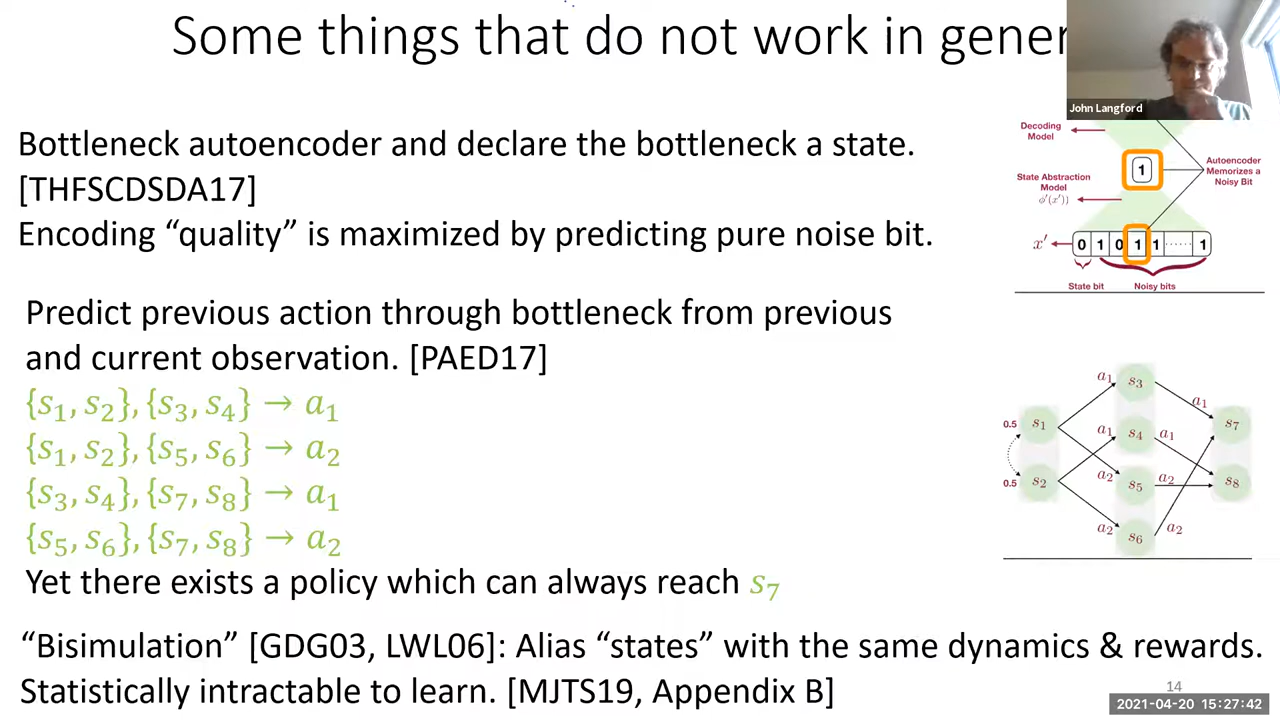 Some things that do not work in gener
John Langford
Bottleneck autoencoder and declare the bottleneck a state.
[THFSCDSDA17]
Encoding “quality” is maximized by predicting pure noise bit.
Decoding
Model
1
Autoencoder
Memorizes a
Noisy Bit
State Abstraction
Model
ϕ′(x′))
x′
0 1 0 1 1 ...... 1
State bit
Noisy bits
Predict previous action through bottleneck from previous
and current observation. [PAED17]
{s₁, s₂}, {s₃, s₄} → a₁
{s₁, s₂}, {s₅, s₆} → a₂
{s₃, s₄}, {s₇, s₈} → a₁
{s₅, s₆}, {s₇, s₈} → a₂
Yet there exists a policy which can always reach s₇
a₁ s₃
a₁
0.5 s₁ s₇
a₁ s₄ a₁
0.5 s₂ a₂ s₅ a₂ s₈
a₂ s₆ a₂
“Bisimulation” [GDG03, LWL06]: Alias “states” with the same dynamics & rewards.
Statistically intractable to learn. [MJTS19, Appendix B]
14
2021-04-20 15:27:42